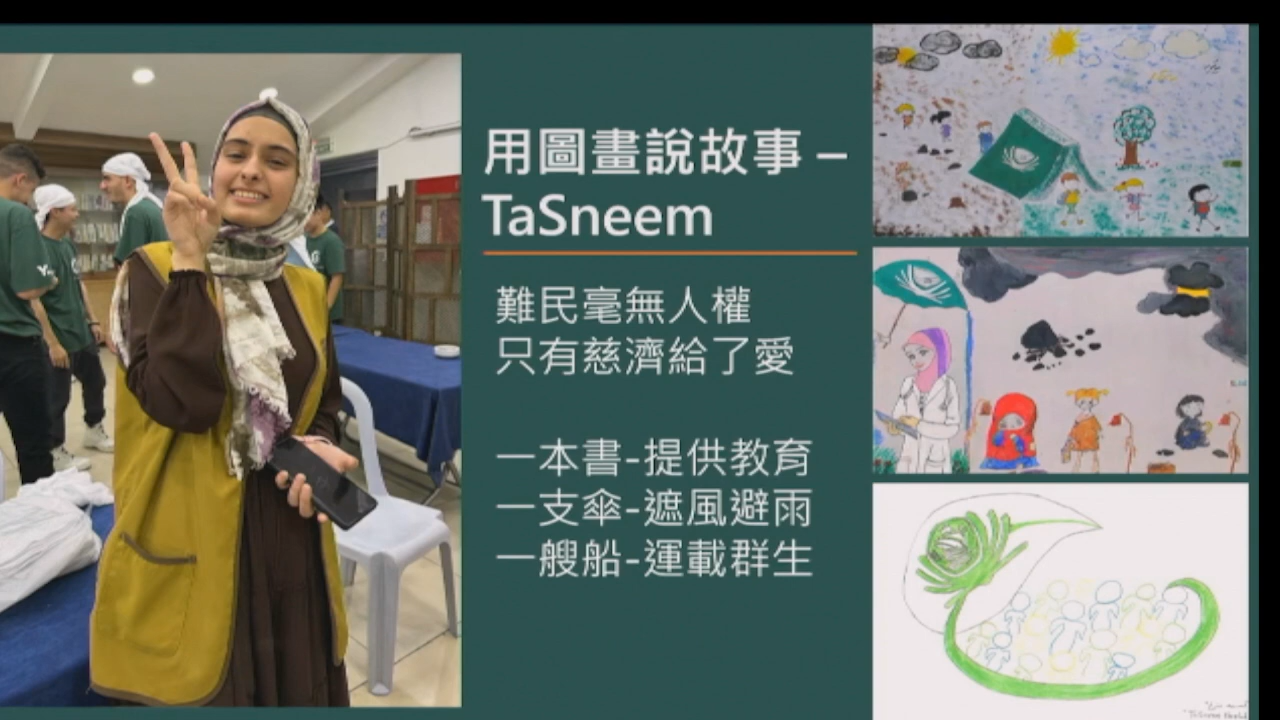 用圖畫說故事 –
TaSneem
難民毫無人權
只有慈濟給了愛
一本書-提供教育
一支傘-遮風避雨
一艘船-運載群生